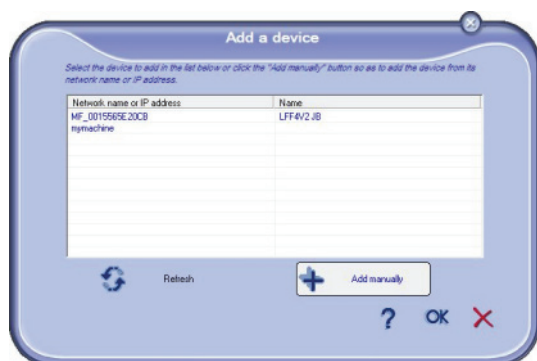 Add a device
Select the device to add in the list below or click the "Add manually" button so as to add the device from its
network name or IP address.
Network name or IP address Name
MF_0015565E20CB LFF4V2 JB
mymachine
Refresh Add manually
? OK